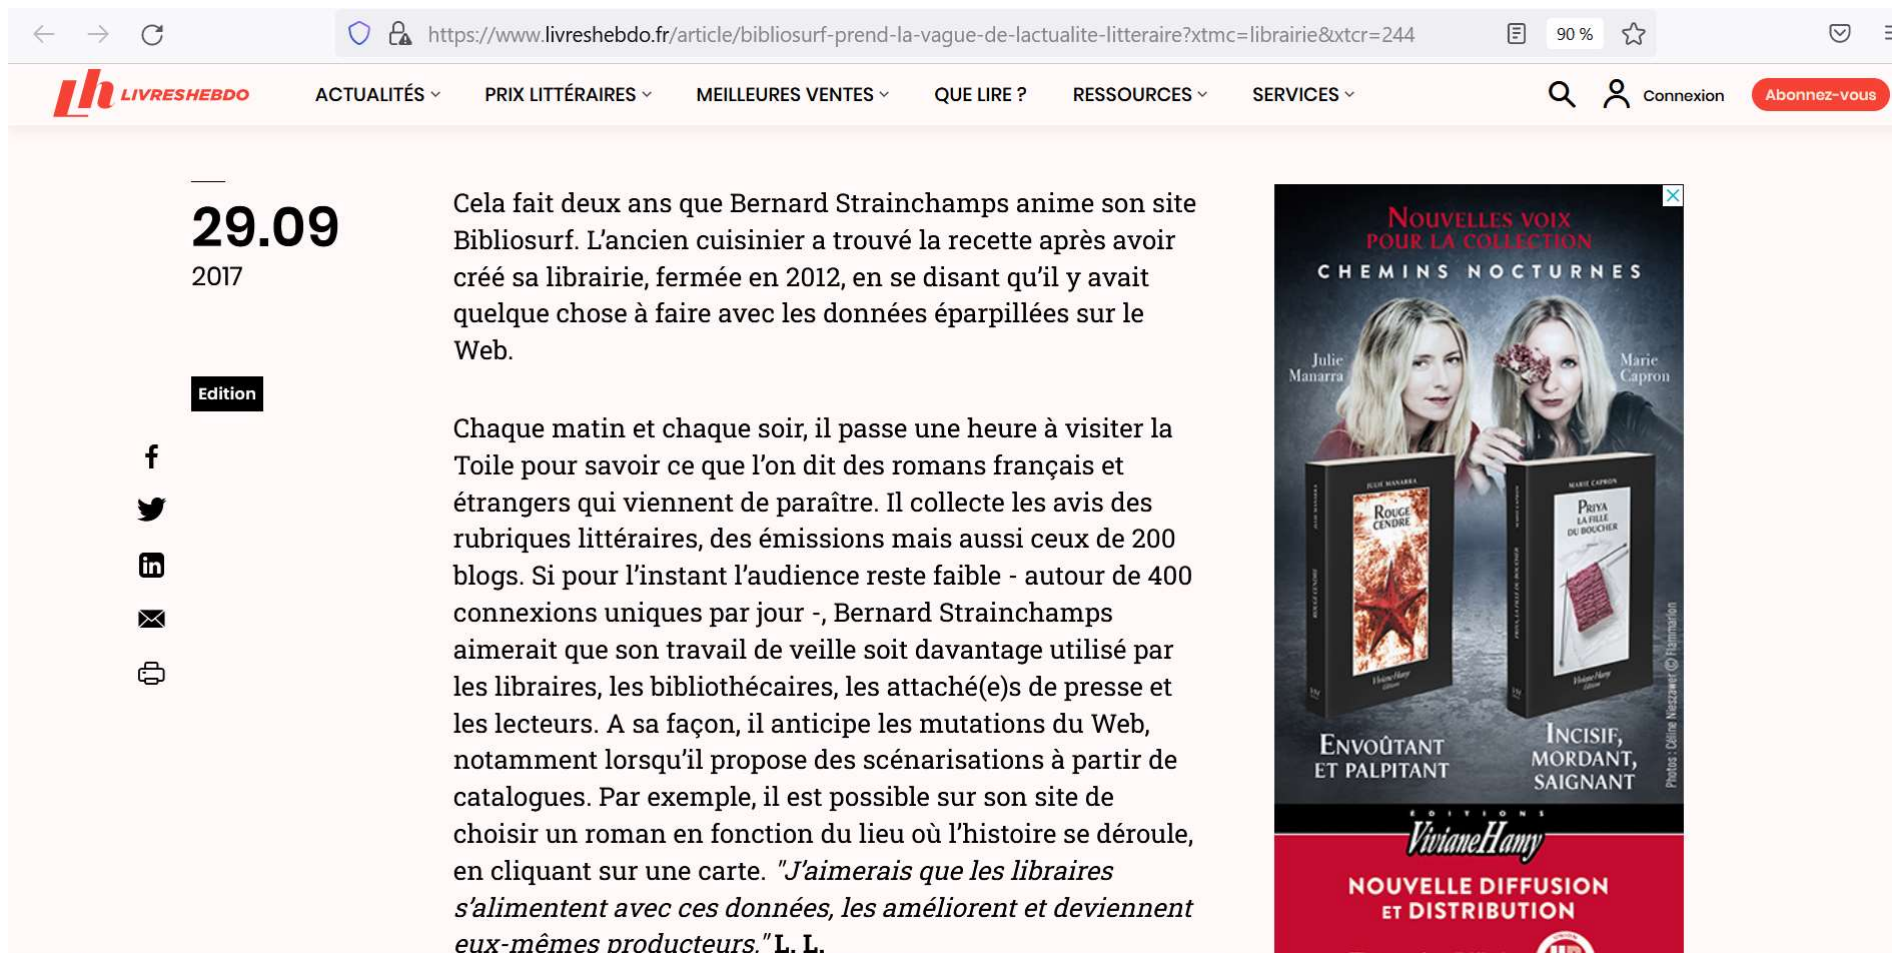 https://www.livreshebdo.fr/article/bibliosurf-prend-la-vague-de-lactualite-litteraire?xtmc=librairie&xtcr=244
90 %
LIVRESHEBDO
ACTUALITÉS
PRIX LITTÉRAIRES
MEILLEURES VENTES
QUE LIRE ?
RESSOURCES
SERVICES
Connexion
Abonnez-vous
29.09
2017
Edition
Cela fait deux ans que Bernard Strainchamps anime son site
Bibliosurf. L’ancien cuisinier a trouvé la recette après avoir
créé sa librairie, fermée en 2012, en se disant qu’il y avait
quelque chose à faire avec les données éparpillées sur le
Web.
Chaque matin et chaque soir, il passe une heure à visiter la
Toile pour savoir ce que l’on dit des romans français et
étrangers qui viennent de paraître. Il collecte les avis des
rubriques littéraires, des émissions mais aussi ceux de 200
blogs. Si pour l’instant l’audience reste faible - autour de 400
connexions uniques par jour -, Bernard Strainchamps
aimerait que son travail de veille soit davantage utilisé par
les libraires, les bibliothécaires, les attaché(e)s de presse et
les lecteurs. A sa façon, il anticipe les mutations du Web,
notamment lorsqu’il propose des scénarisations à partir de
catalogues. Par exemple, il est possible sur son site de
choisir un roman en fonction du lieu où l’histoire se déroule,
en cliquant sur une carte. "J’aimerais que les libraires
s’alimentent avec ces données, les améliorent et deviennent
eux-mêmes producteurs." L. L.
NOUVELLES VOIX
POUR LA COLLECTION
CHEMINS NOCTURNES
Julie
Manarra
Marie
Capron
JULIE MANARRA
ROUGE
CENDRE
Viviane Hamy
MARIE CAPRON
PRIYA
LA FILLE
DU BOUCHER
Viviane Hamy
ENVOÛTANT
ET PALPITANT
INCISIF,
MORDANT,
SAIGNANT
Photos : Céline Nieszawer © Flammarion
EDITIONS
Viviane Hamy
NOUVELLE DIFFUSION
ET DISTRIBUTION